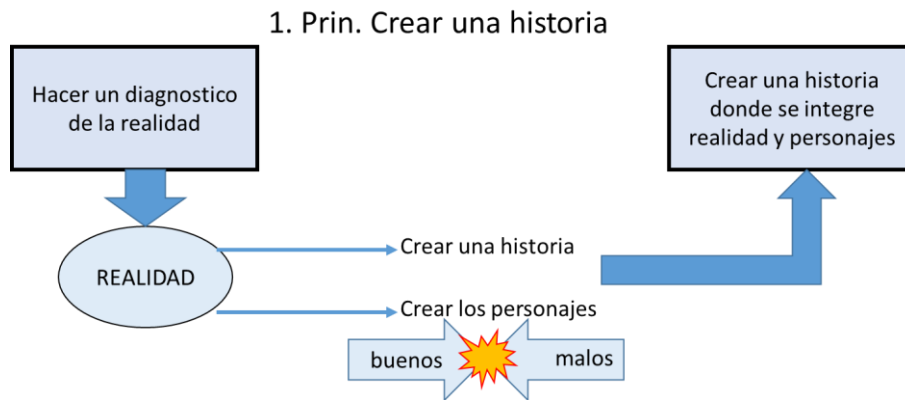 1. Prin. Crear una historia
Hacer un diagnostico
de la realidad
Crear una historia
donde se integre
realidad y personajes
REALIDAD
Crear una historia
Crear los personajes
buenos
malos